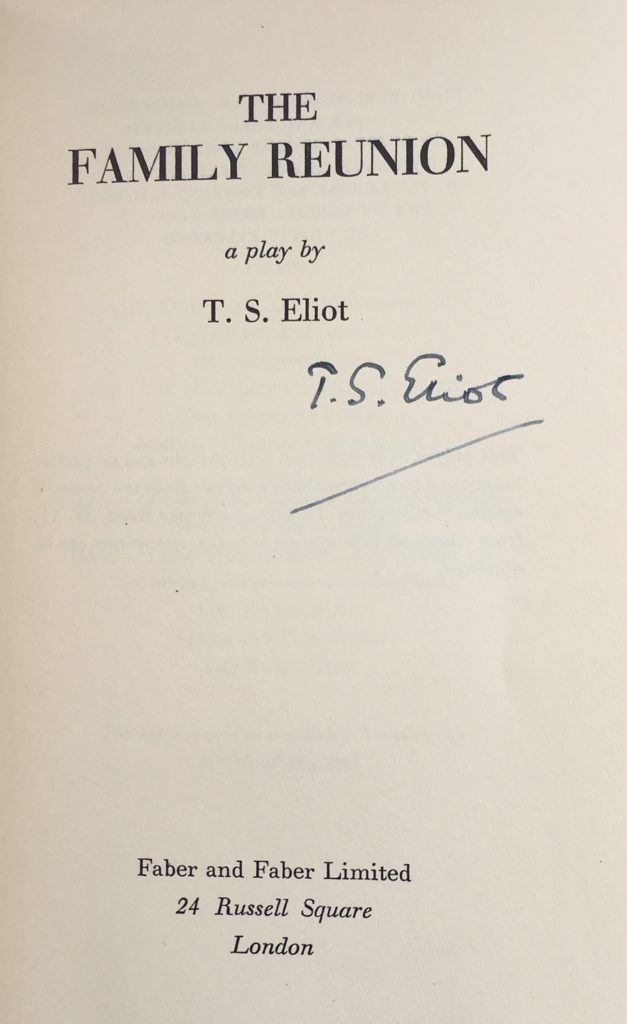 THE
FAMILY REUNION
a play by
T. S. Eliot
T. S. Eliot
Faber and Faber Limited
24 Russell Square
London